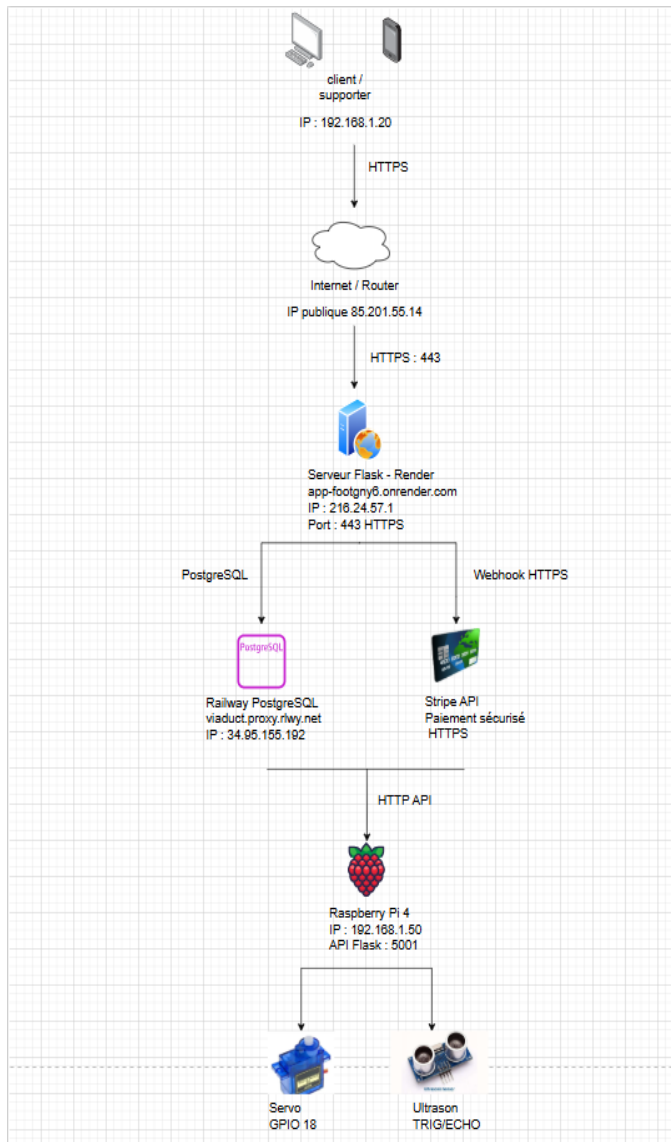 client /
supporter
IP : 192.168.1.20
HTTPS
Internet / Router
IP publique 85.201.55.14
HTTPS : 443
Serveur Flask - Render
app-footgny6.onrender.com
IP : 216.24.57.1
Port : 443 HTTPS
PostgreSQL
Webhook HTTPS
PostgreSQL
Railway PostgreSQL
viaduct.proxy.rlwy.net
IP : 34.95.155.192
Stripe API
Paiement sécurisé
HTTPS
HTTP API
Raspberry Pi 4
IP : 192.168.1.50
API Flask : 5001
Servo
GPIO 18
Ultrason
TRIG/ECHO